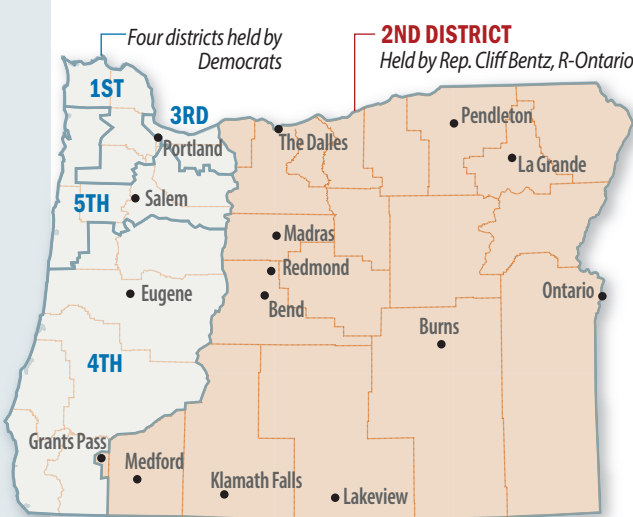 Four districts held by
Democrats
2ND DISTRICT
Held by Rep. Cliff Bentz, R-Ontario
1ST
3RD
Portland
The Dalles
Pendleton
La Grande
5TH
Salem
Madras
Redmond
Bend
Eugene
Ontario
Burns
4TH
Grants Pass
Medford
Klamath Falls
Lakeview